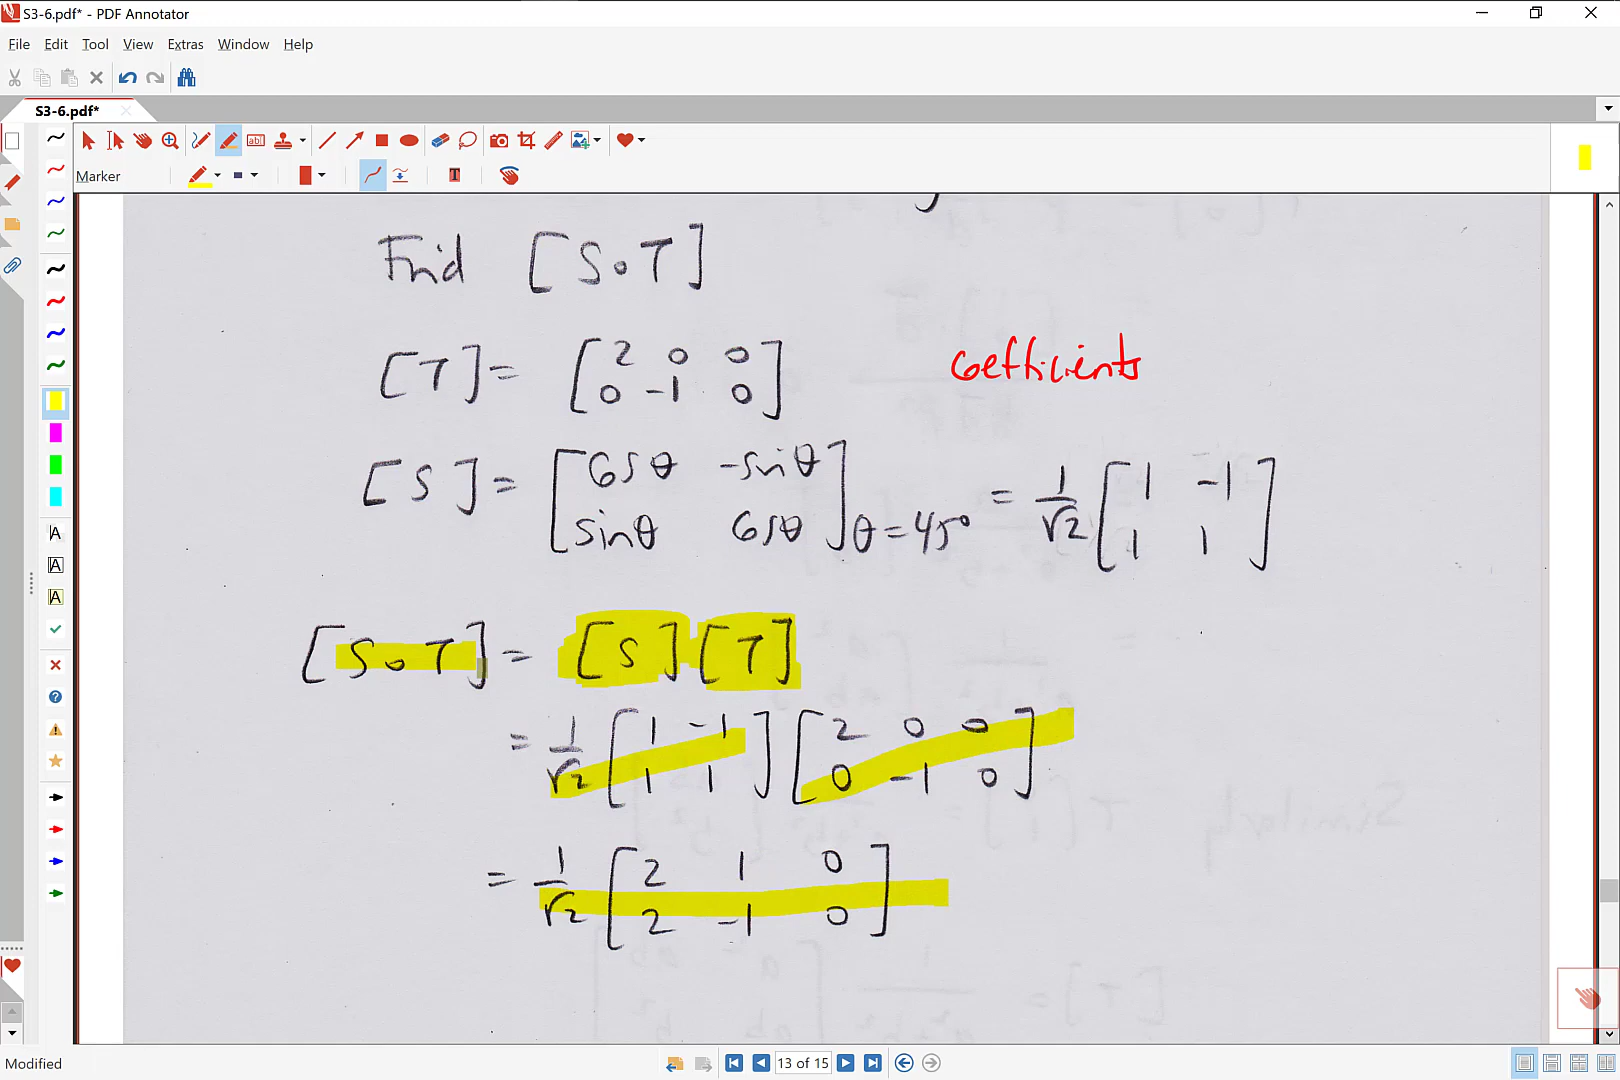 S3-6.pdf* - PDF Annotator
File Edit Tool View Extras Window Help
S3-6.pdf*
Marker
Find [S∘T]
[T] = [2 0 0
0 -1 0]
coefficients
[S] = [cosθ -sinθ
sinθ cosθ] θ=45° = 1/√2 [1 -1
1 1]
[S∘T] = [S][T]
= 1/√2 [1 -1
1 1] [2 0 0
0 -1 0]
= 1/√2 [2 1 0
2 -1 0]
Modified
13 of 15